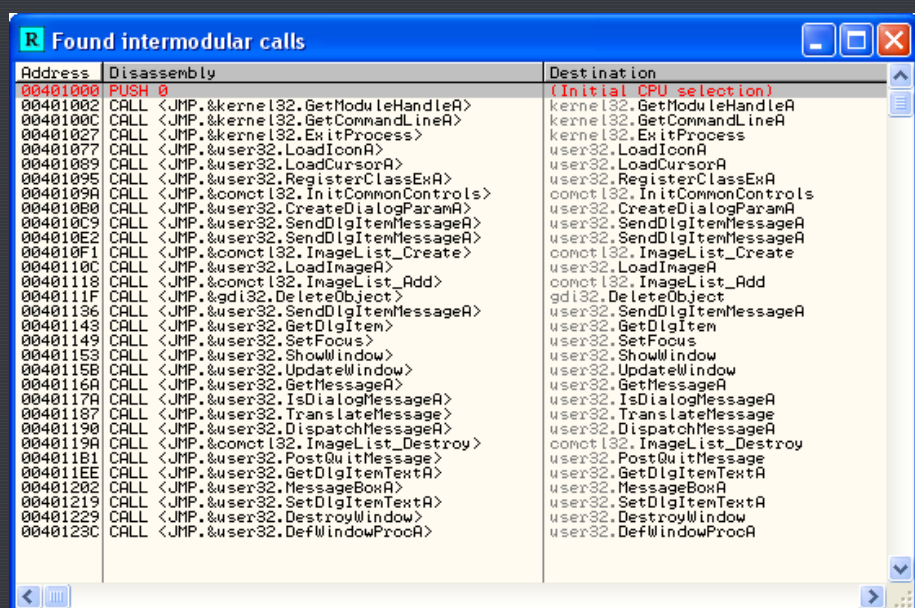 R Found intermodular calls
Address Disassembly Destination
00401000 PUSH 0 (Initial CPU selection)
00401002 CALL <JMP.&kernel32.GetModuleHandleA> kernel32.GetModuleHandleA
0040100C CALL <JMP.&kernel32.GetCommandLineA> kernel32.GetCommandLineA
00401027 CALL <JMP.&kernel32.ExitProcess> kernel32.ExitProcess
00401077 CALL <JMP.&user32.LoadIconA> user32.LoadIconA
00401089 CALL <JMP.&user32.LoadCursorA> user32.LoadCursorA
00401095 CALL <JMP.&user32.RegisterClassExA> user32.RegisterClassExA
0040109A CALL <JMP.&comctl32.InitCommonControls> comctl32.InitCommonControls
004010B0 CALL <JMP.&user32.CreateDialogParamA> user32.CreateDialogParamA
004010C9 CALL <JMP.&user32.SendDlgItemMessageA> user32.SendDlgItemMessageA
004010E2 CALL <JMP.&user32.SendDlgItemMessageA> user32.SendDlgItemMessageA
004010F1 CALL <JMP.&comctl32.ImageList_Create> comctl32.ImageList_Create
0040110C CALL <JMP.&user32.LoadImageA> user32.LoadImageA
00401118 CALL <JMP.&comctl32.ImageList_Add> comctl32.ImageList_Add
0040111F CALL <JMP.&gdi32.DeleteObject> gdi32.DeleteObject
00401136 CALL <JMP.&user32.SendDlgItemMessageA> user32.SendDlgItemMessageA
00401143 CALL <JMP.&user32.GetDlgItem> user32.GetDlgItem
00401149 CALL <JMP.&user32.SetFocus> user32.SetFocus
00401153 CALL <JMP.&user32.ShowWindow> user32.ShowWindow
0040115B CALL <JMP.&user32.UpdateWindow> user32.UpdateWindow
0040116A CALL <JMP.&user32.GetMessageA> user32.GetMessageA
0040117A CALL <JMP.&user32.IsDialogMessageA> user32.IsDialogMessageA
00401187 CALL <JMP.&user32.TranslateMessage> user32.TranslateMessage
00401190 CALL <JMP.&user32.DispatchMessageA> user32.DispatchMessageA
0040119A CALL <JMP.&comctl32.ImageList_Destroy> comctl32.ImageList_Destroy
004011B1 CALL <JMP.&user32.PostQuitMessage> user32.PostQuitMessage
004011EE CALL <JMP.&user32.GetDlgItemTextA> user32.GetDlgItemTextA
00401202 CALL <JMP.&user32.MessageBoxA> user32.MessageBoxA
00401219 CALL <JMP.&user32.SetDlgItemTextA> user32.SetDlgItemTextA
00401229 CALL <JMP.&user32.DestroyWindow> user32.DestroyWindow
0040123C CALL <JMP.&user32.DefWindowProcA> user32.DefWindowProcA